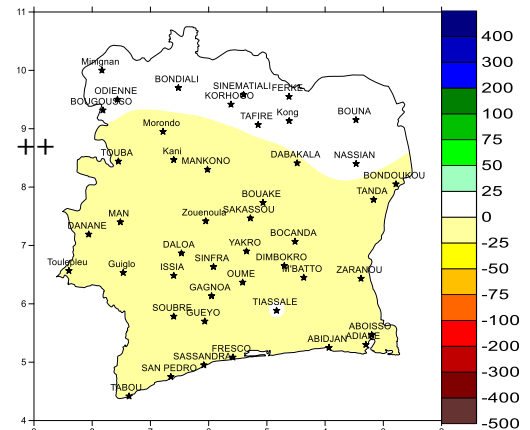 11
10
9
8
7
6
5
4
Minignan
ODIENNE
BOUGOUSSO
BONDIALI
SINEMATIALI
FERKE
KORHOGO
TAFIRE
Kong
BOUNA
Morondo
TOUBA
Kani
MANKONO
DABAKALA
NASSIAN
BONDOUKOU
TANDA
BOUAKE
SAKASSOU
Zouenoula
MAN
DANANE
BOCANDA
YAKRO
DALOA
DIMBOKRO
SINFRA
M'BATTO
ZARANOU
Toulepleu
Guiglo
ISSIA
OUME
GAGNOA
TIASSALE
SOUBRE
GUEYO
ABOISSO
ADIAKE
ABIDJAN
FRESCO
SASSANDRA
SAN PEDRO
TABOU
400
300
200
100
75
50
25
0
-25
-50
-75
-100
-200
-300
-400
-500